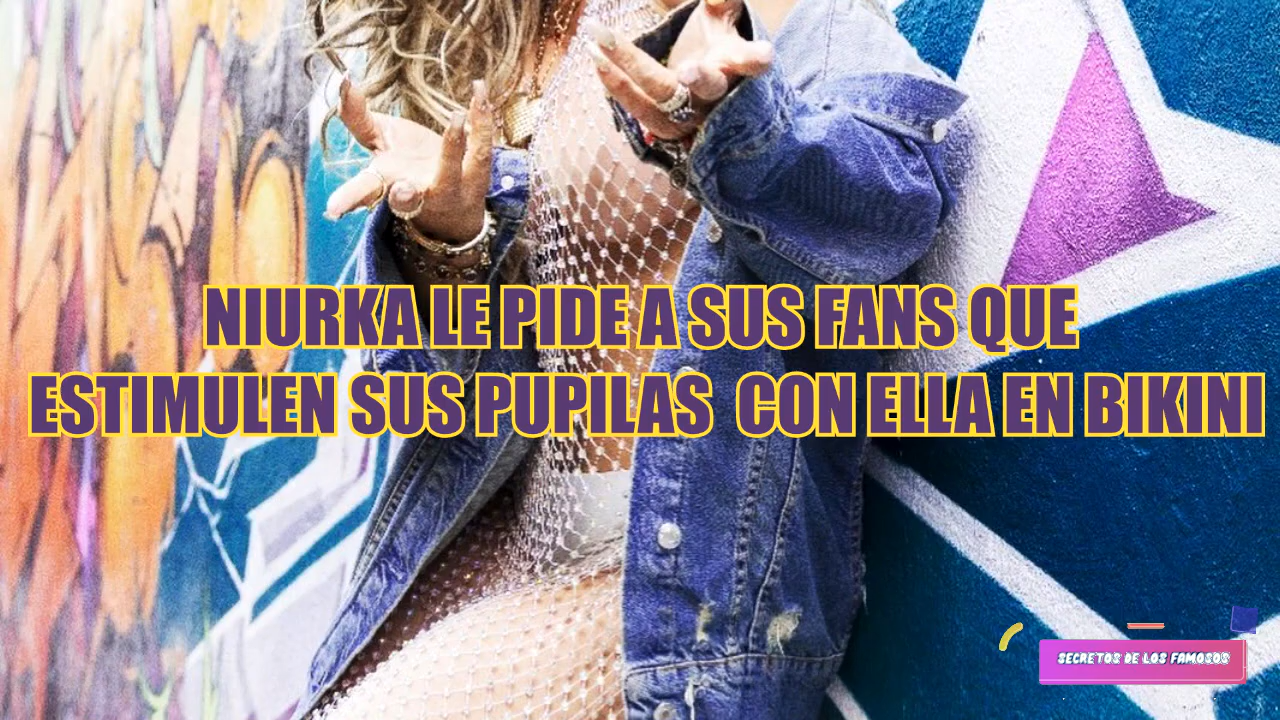 NIURKA LE PIDE A SUS FANS QUE
ESTIMULEN SUS PUPILAS CON ELLA EN BIKINI
SECRETOS DE LOS FAMOSOS